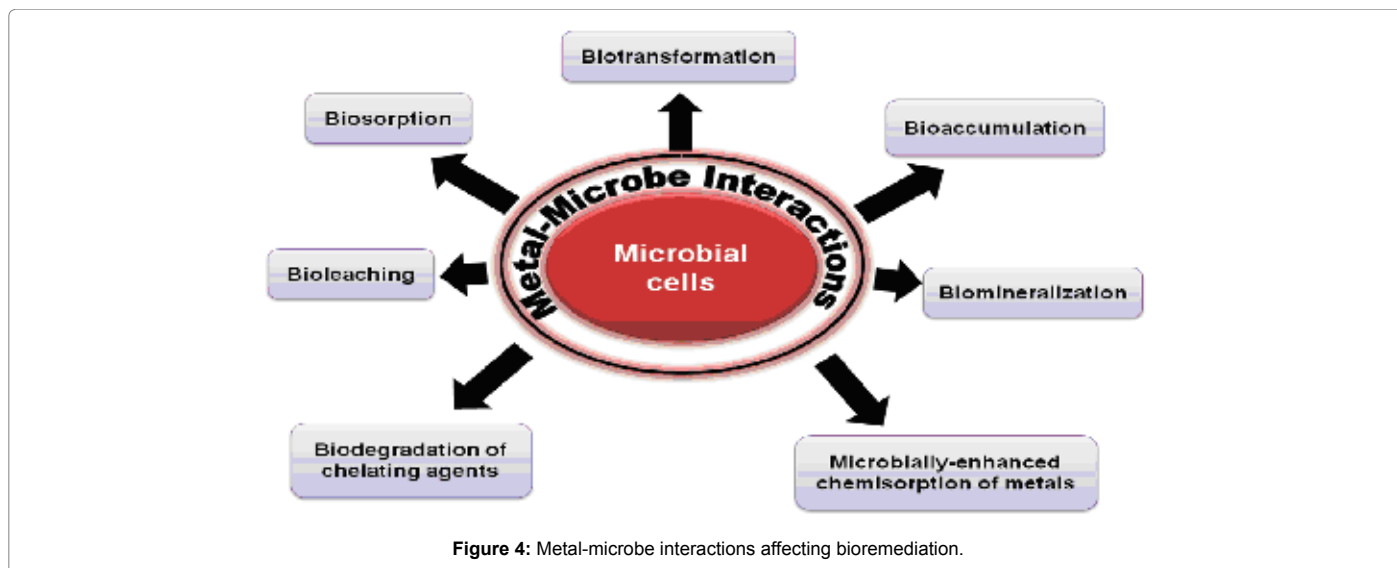 Biotransformation
Biosorption
Bioaccumulation
Metal-Microbe Interactions
Microbial
cells
Bioleaching
Biomineralization
Biodegradation of
chelating agents
Microbially-enhanced
chemisorption of metals
Figure 4: Metal-microbe interactions affecting bioremediation.